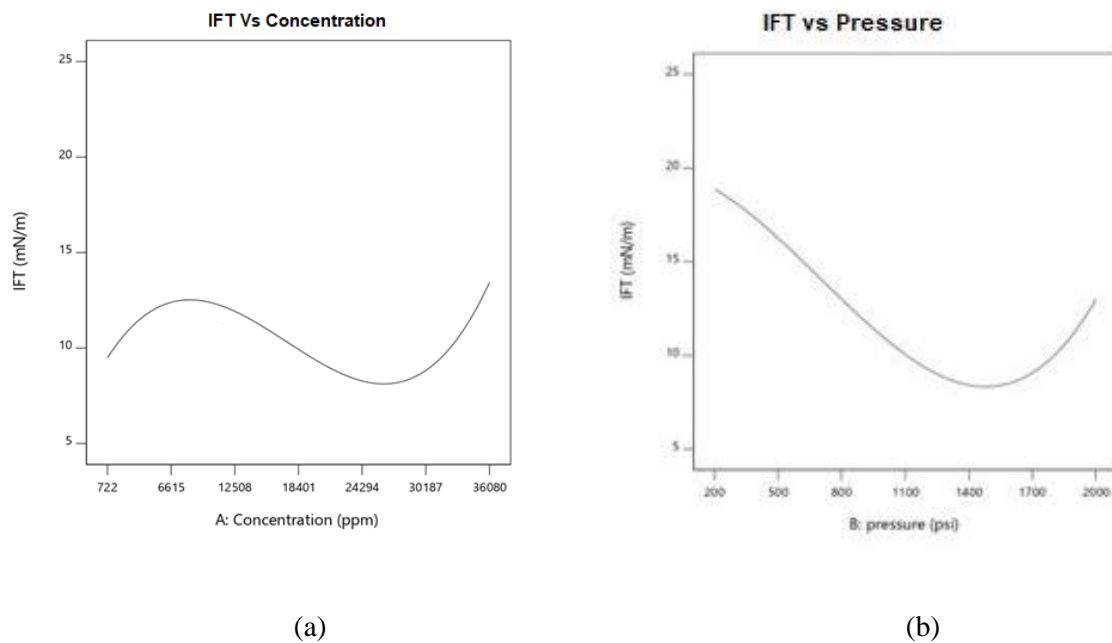 IFT Vs Concentration
25
20
15
10
5
IFT (mN/m)
722 6615 12508 18401 24294 30187 36080
A: Concentration (ppm)
(a)
IFT vs Pressure
25
20
15
10
5
IFT (mN/m)
200 500 800 1100 1400 1700 2000
B: pressure (psi)
(b)